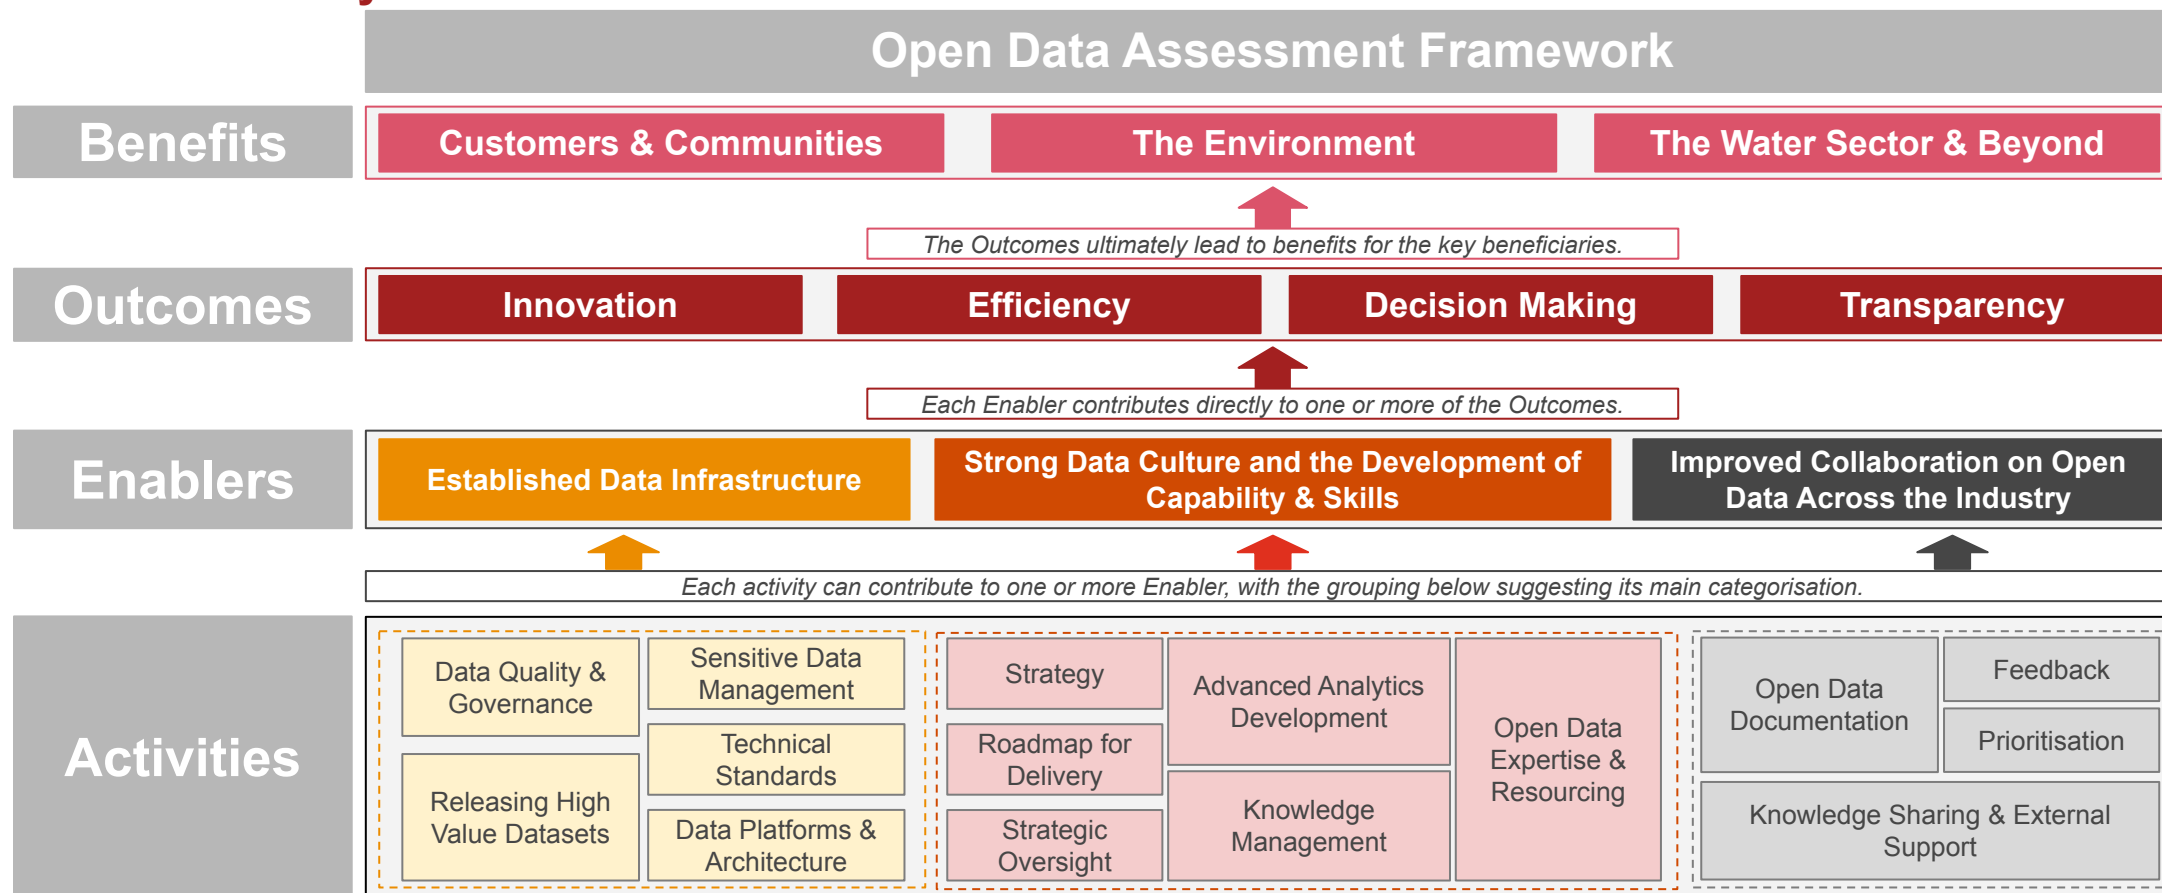 Open Data Assessment Framework
Benefits
Customers & Communities
The Environment
The Water Sector & Beyond
The Outcomes ultimately lead to benefits for the key beneficiaries.
Outcomes
Innovation
Efficiency
Decision Making
Transparency
Each Enabler contributes directly to one or more of the Outcomes.
Enablers
Established Data Infrastructure
Strong Data Culture and the Development of
Capability & Skills
Improved Collaboration on Open
Data Across the Industry
Each activity can contribute to one or more Enabler, with the grouping below suggesting its main categorisation.
Activities
Data Quality &
Governance
Releasing High
Value Datasets
Sensitive Data
Management
Technical
Standards
Data Platforms &
Architecture
Strategy
Roadmap for
Delivery
Strategic
Oversight
Advanced Analytics
Development
Knowledge
Management
Open Data
Expertise &
Resourcing
Open Data
Documentation
Feedback
Prioritisation
Knowledge Sharing & External
Support